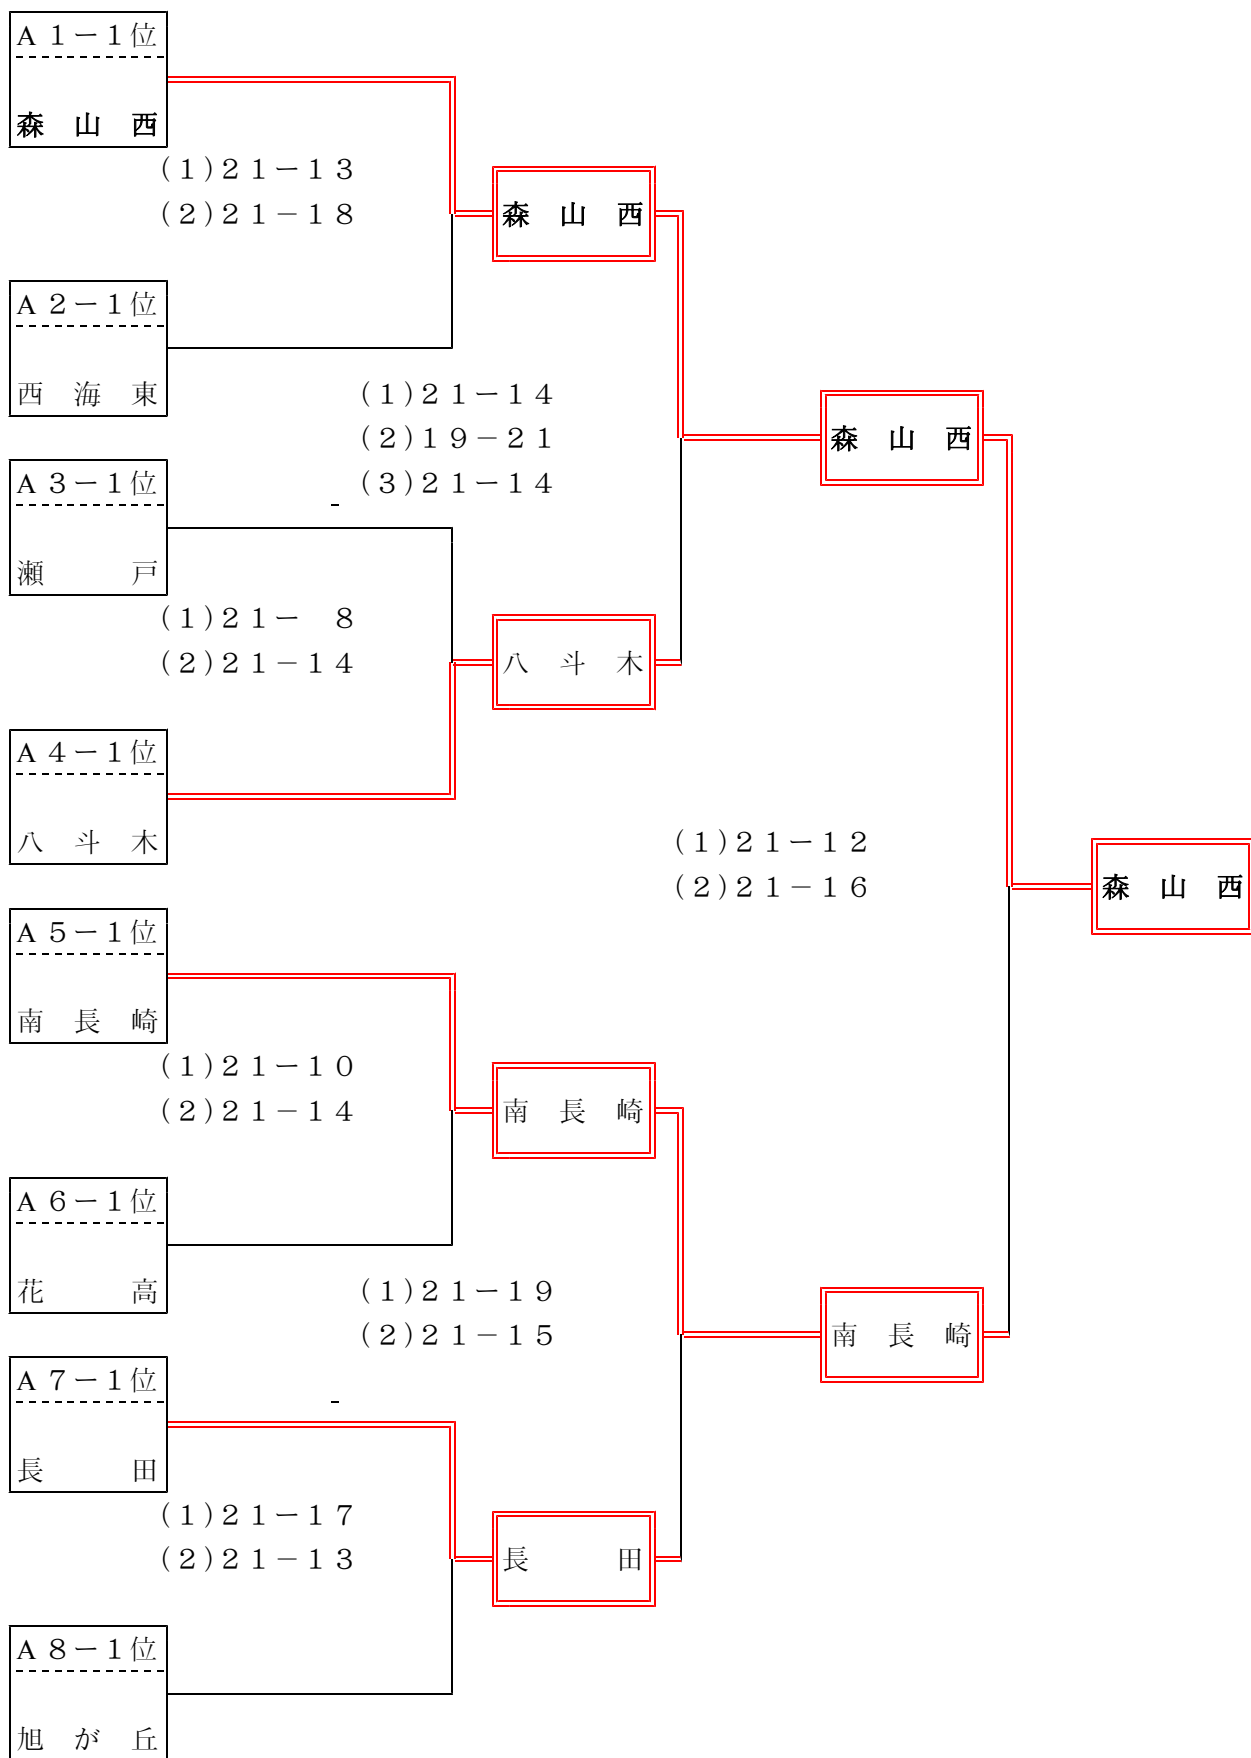 A１－１位
森　山　西
(1)２１－１３
(2)２１－１８
森　山　西
A２－１位
西　海　東
(1)２１－１４
(2)１９－２１
(3)２１－１４
森　山　西
A３－１位
瀬　　　戸
(1)２１－　８
(2)２１－１４
八　斗　木
A４－１位
八　斗　木
(1)２１－１２
(2)２１－１６
森　山　西
A５－１位
南　長　崎
(1)２１－１０
(2)２１－１４
南　長　崎
A６－１位
花　　　高
(1)２１－１９
(2)２１－１５
南　長　崎
A７－１位
長　　　田
(1)２１－１７
(2)２１－１３
長　　　田
A８－１位
旭　が　丘